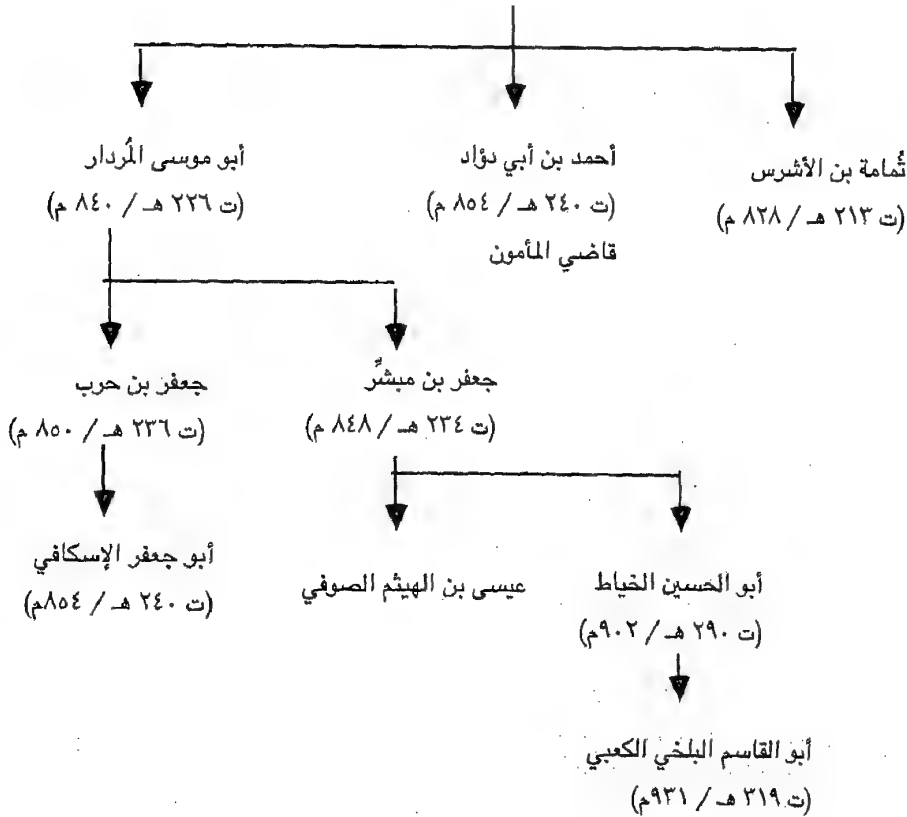 ثُمامة بن الأشرس
(ت ٢١٣ هـ / ٨٢٨ م)
أحمد بن أبي دؤاد
(ت ٢٤٠ هـ / ٨٥٤ م)
قاضي المأمون
أبو موسى المُردار
(ت ٢٢٦ هـ / ٨٤٠ م)
جعفر بن مبشِّر
(ت ٢٣٤ هـ / ٨٤٨ م)
جعفر بن حرب
(ت ٢٣٦ هـ / ٨٥٠ م)
أبو الحسين الخياط
(ت ٢٩٠ هـ / ٩٠٢م)
عيسى بن الهيثم الصوفي
أبو جعفر الإسكافي
(ت ٢٤٠ هـ / ٨٥٤م)
أبو القاسم البلخي الكعبي
(ت ٣١٩ هـ / ٩٣١م)